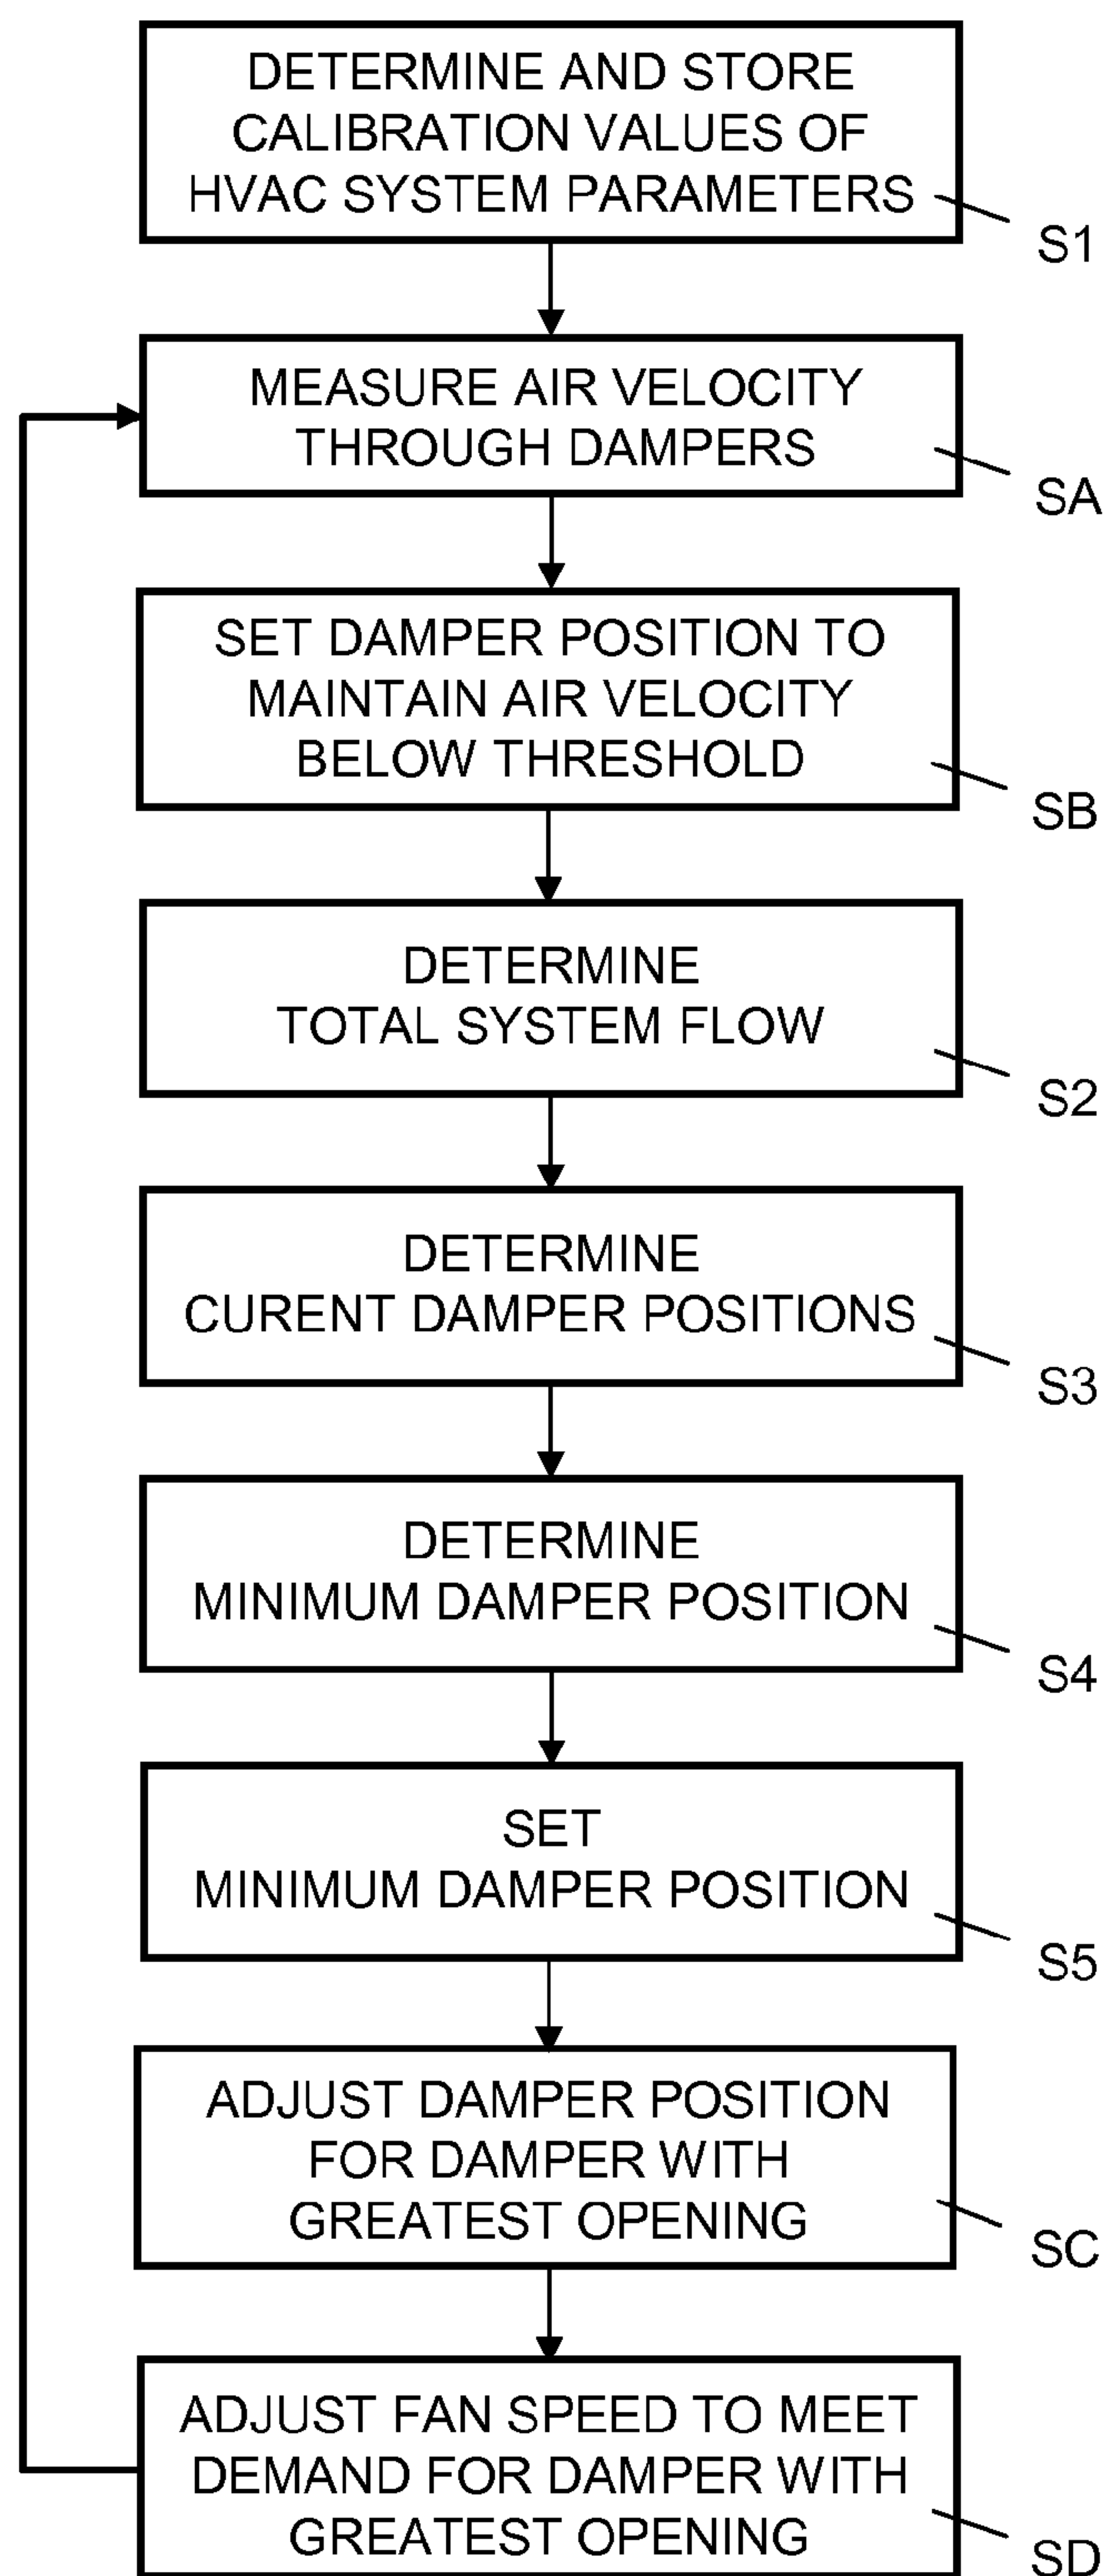 DETERMINE AND STORE
CALIBRATION VALUES OF
HVAC SYSTEM PARAMETERS
S1
MEASURE AIR VELOCITY
THROUGH DAMPERS
SA
SET DAMPER POSITION TO
MAINTAIN AIR VELOCITY
BELOW THRESHOLD
SB
DETERMINE
TOTAL SYSTEM FLOW
S2
DETERMINE
CURENT DAMPER POSITIONS
S3
DETERMINE
MINIMUM DAMPER POSITION
S4
SET
MINIMUM DAMPER POSITION
S5
ADJUST DAMPER POSITION
FOR DAMPER WITH
GREATEST OPENING
SC
ADJUST FAN SPEED TO MEET
DEMAND FOR DAMPER WITH
GREATEST OPENING
SD